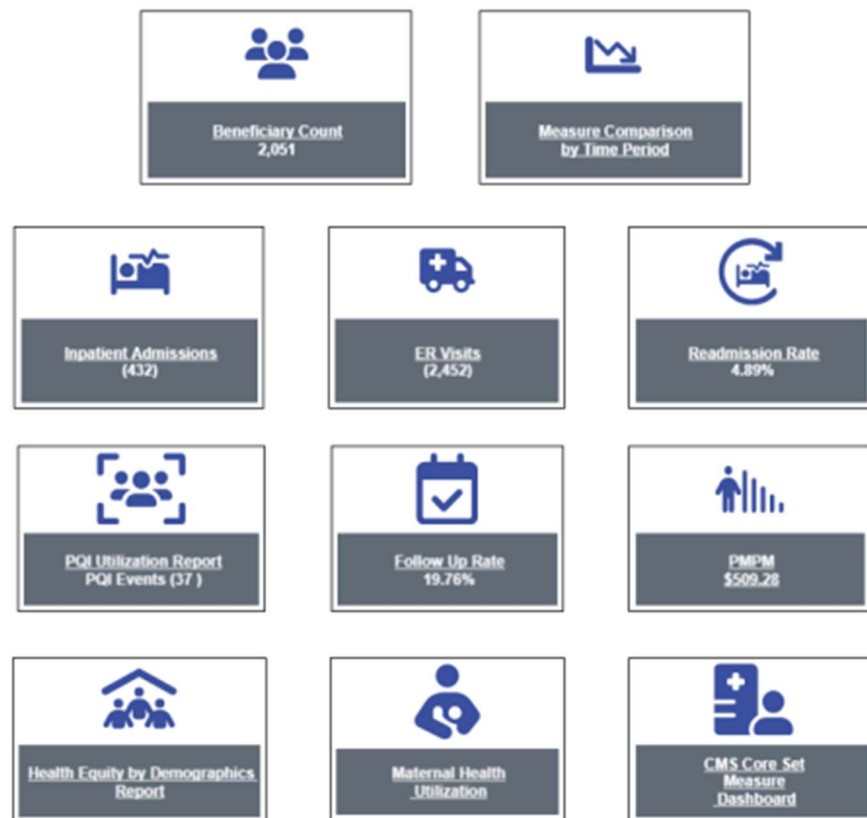 Beneficiary Count
2,051
Measure Comparison
by Time Period
Inpatient Admissions
(432)
ER Visits
(2,452)
Readmission Rate
4.89%
PQI Utilization Report
PQI Events (37 )
Follow Up Rate
19.76%
PMPM
$509.28
Health Equity by Demographics
Report
Maternal Health
Utilization
CMS Core Set
Measure
Dashboard